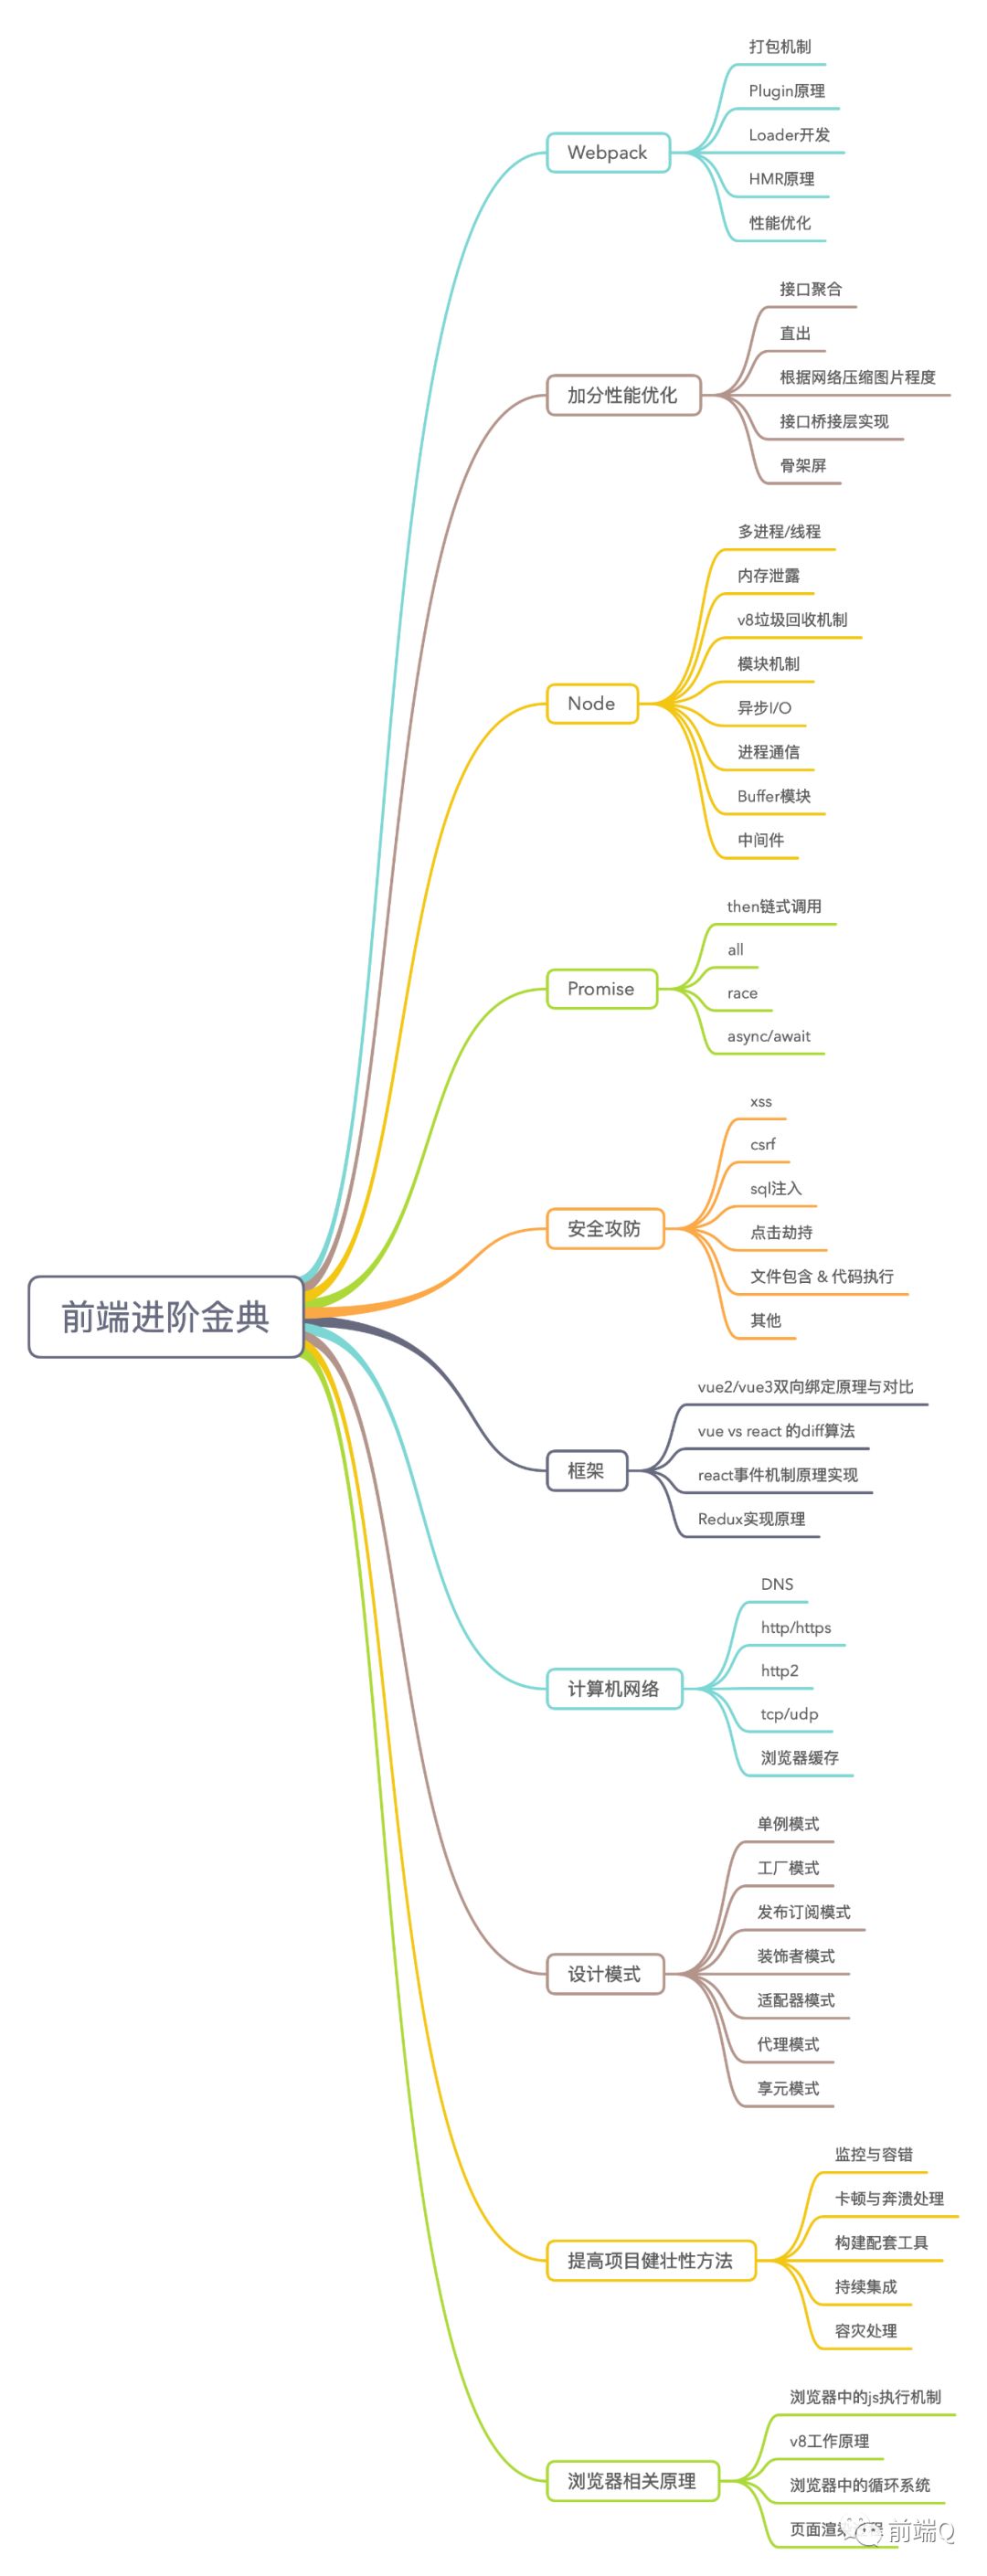 前端进阶金典
Webpack
打包机制
Plugin原理
Loader开发
HMR原理
性能优化
加分性能优化
接口聚合
直出
根据网络压缩图片程度
接口桥接层实现
骨架屏
Node
多进程/线程
内存泄露
v8垃圾回收机制
模块机制
异步I/O
进程通信
Buffer模块
中间件
Promise
then链式调用
all
race
async/await
安全攻防
xss
csrf
sql注入
点击劫持
文件包含 & 代码执行
其他
框架
vue2/vue3双向绑定原理与对比
vue vs react 的diff算法
react事件机制原理实现
Redux实现原理
计算机网络
DNS
http/https
http2
tcp/udp
浏览器缓存
设计模式
单例模式
工厂模式
发布订阅模式
装饰者模式
适配器模式
代理模式
享元模式
提高项目健壮性方法
监控与容错
卡顿与奔溃处理
构建配套工具
持续集成
容灾处理
浏览器相关原理
浏览器中的js执行机制
v8工作原理
浏览器中的循环系统
页面渲染
前端Q